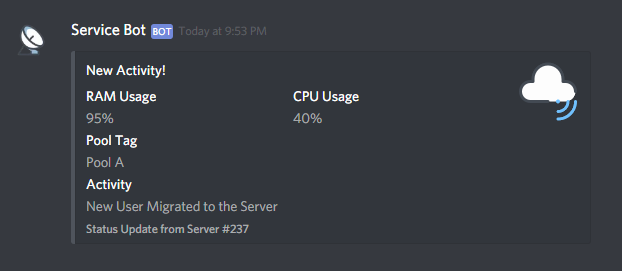 Service Bot BOT Today at 9:53 PM
New Activity!
RAM Usage CPU Usage
95% 40%
Pool Tag
Pool A
Activity
New User Migrated to the Server
Status Update from Server #237